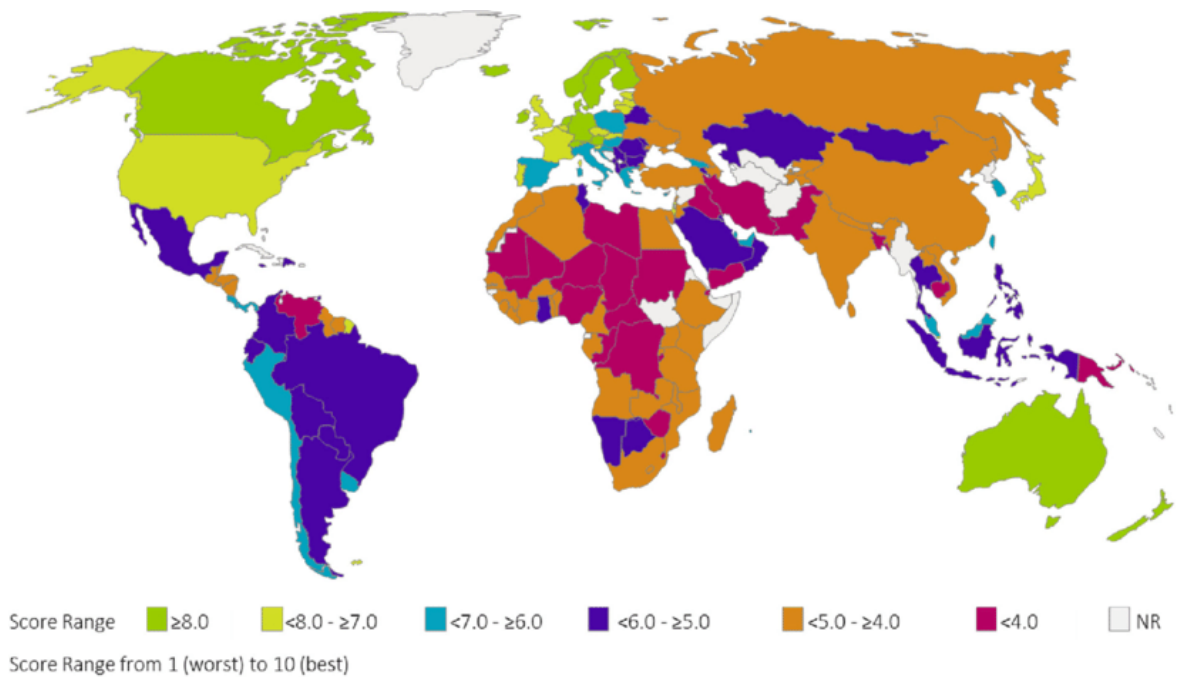 Score Range ≥8.0 <8.0 - ≥7.0 <7.0 - ≥6.0 <6.0 - ≥5.0 <5.0 - ≥4.0 <4.0 NR
Score Range from 1 (worst) to 10 (best)